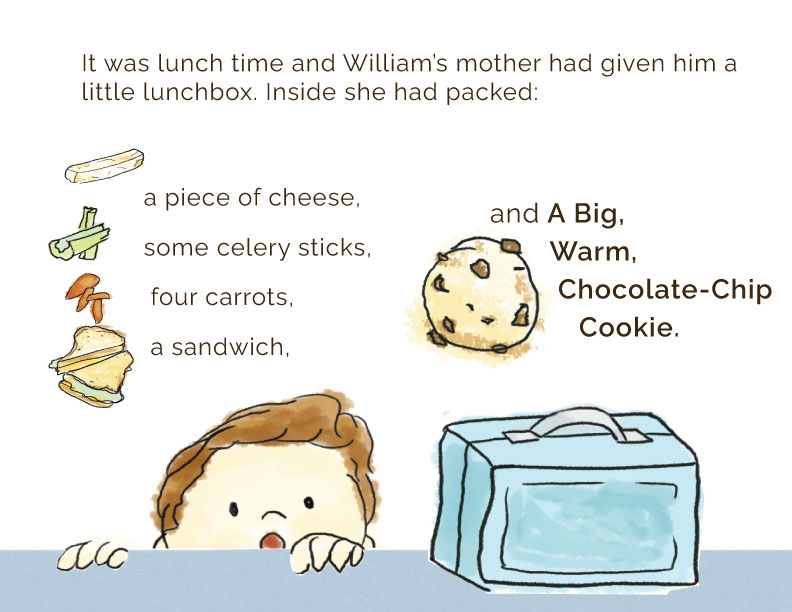 It was lunch time and William's mother had given him a
little lunchbox. Inside she had packed:
a piece of cheese,
some celery sticks,
four carrots,
a sandwich,
and A Big,
Warm,
Chocolate-Chip
Cookie.